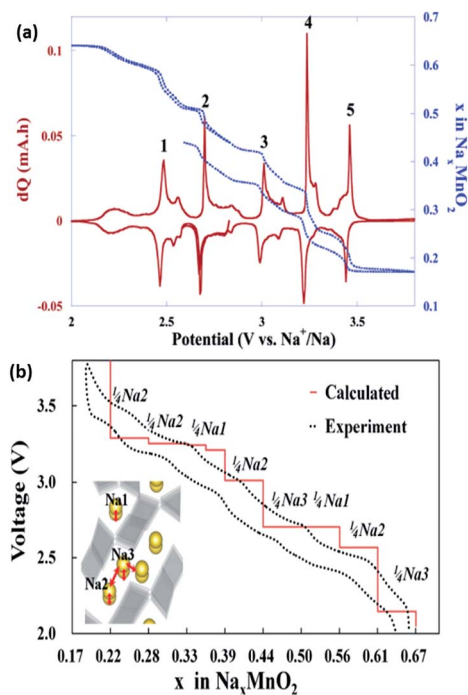 (a)
0.1
0.05
0
-0.05
dQ (mA.h)
1
2
3
4
5
0.7
0.6
0.5
0.4
0.3
0.2
0.1
x in NaxMnO2
2
2.5
3
3.5
Potential (V vs. Na+/Na)
(b)
3.5
3.0
2.5
2.0
Voltage (V)
¼Na2
¼Na2
¼Na1
¼Na2
¼Na3 ¼Na1
¼Na2
¼Na3
Calculated
Experiment
Na1
Na3
Na2
0.17 0.22 0.28 0.33 0.39 0.44 0.50 0.56 0.61 0.67
x in NaxMnO2